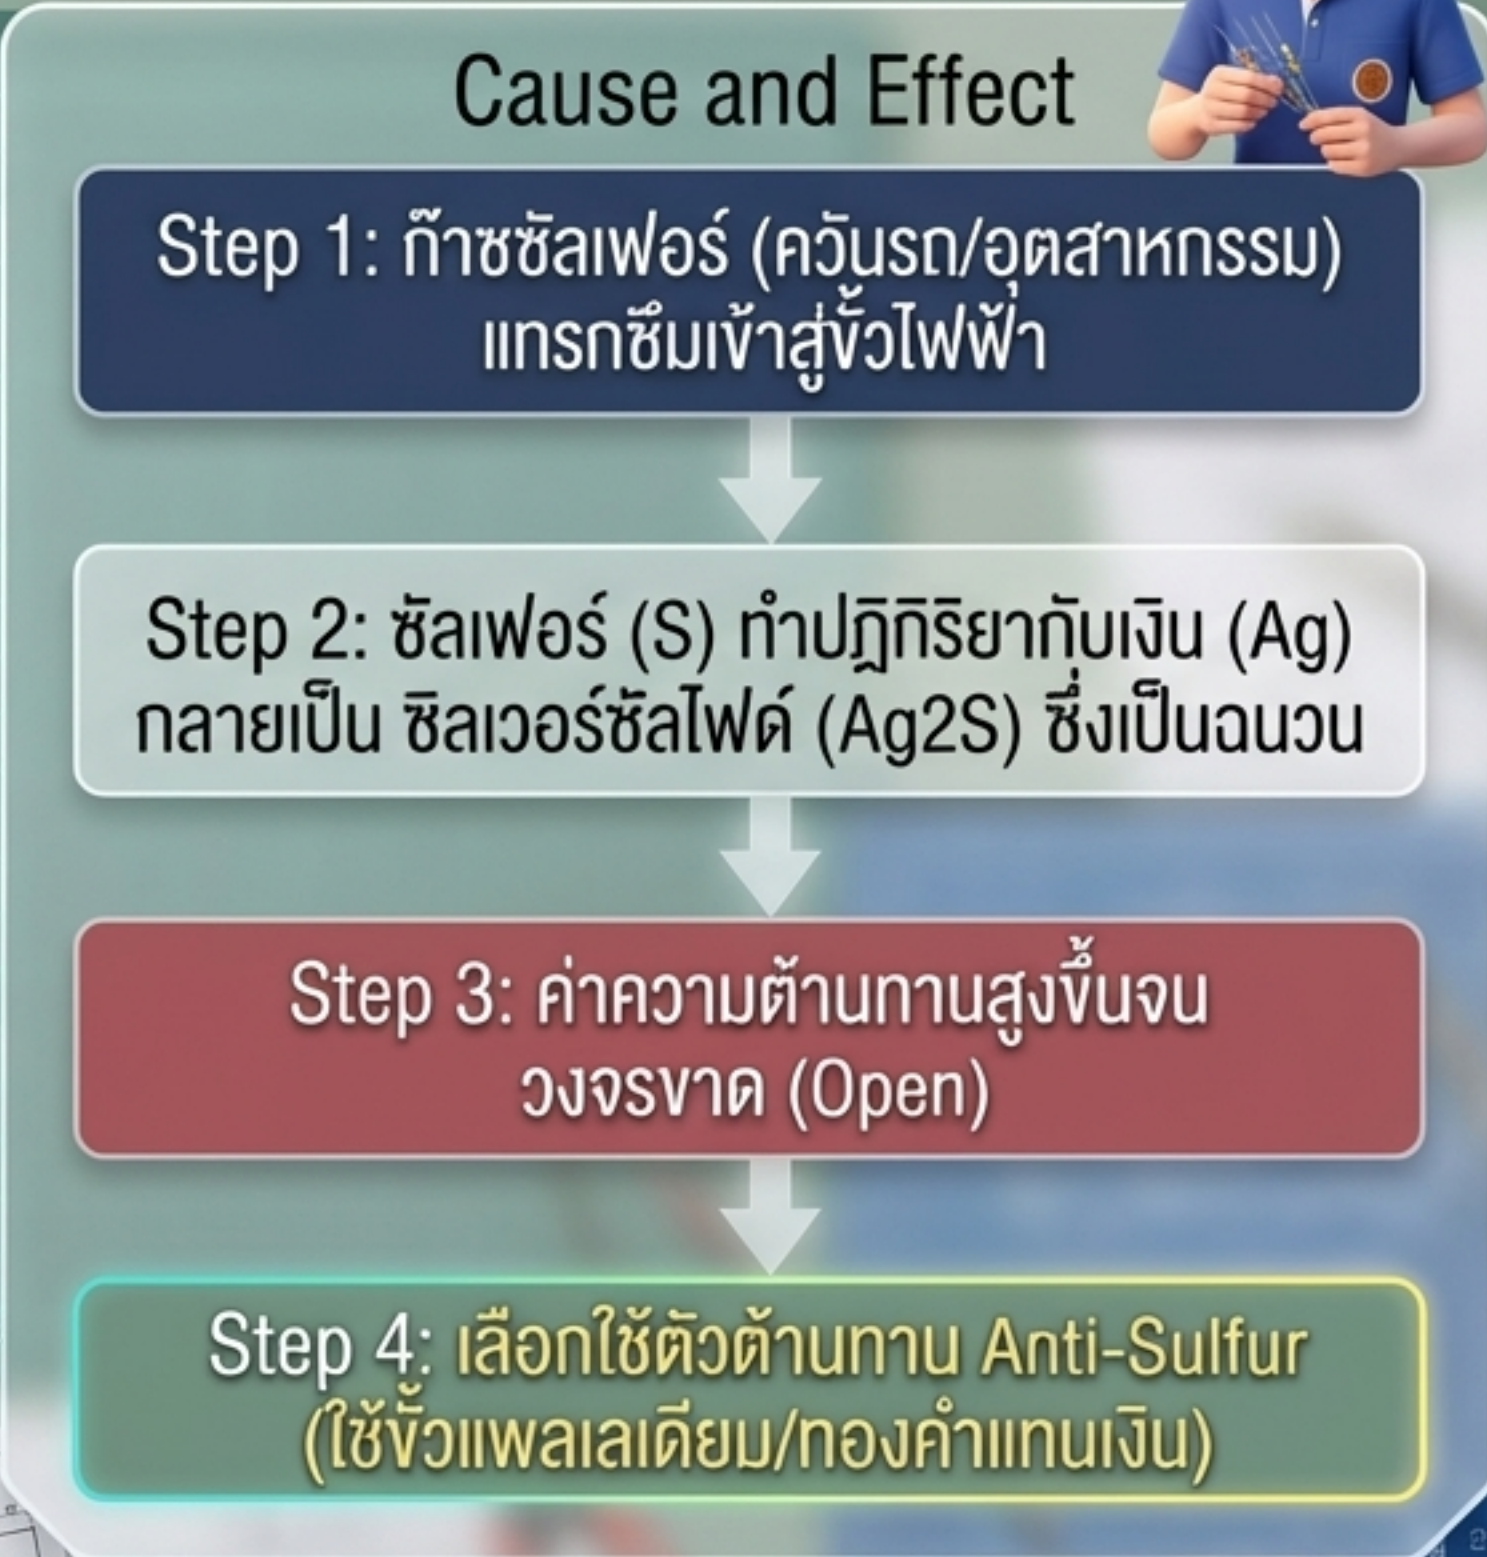 Cause and Effect
Step 1: ก๊าซซัลเฟอร์ (ควันรถ/อุตสาหกรรม)
แทรกซึมเข้าสู่ขั้วไฟฟ้า
Step 2: ซัลเฟอร์ (S) ทำปฏิกิริยากับเงิน (Ag)
กลายเป็น ซิลเวอร์ซัลไฟด์ (Ag2S) ซึ่งเป็นฉนวน
Step 3: ค่าความต้านทานสูงขึ้นจน
วงจรขาด (Open)
Step 4: เลือกใช้ตัวต้านทาน Anti-Sulfur
(ใช้ขั้วแพลเลเดียม/ทองคำแทนเงิน)